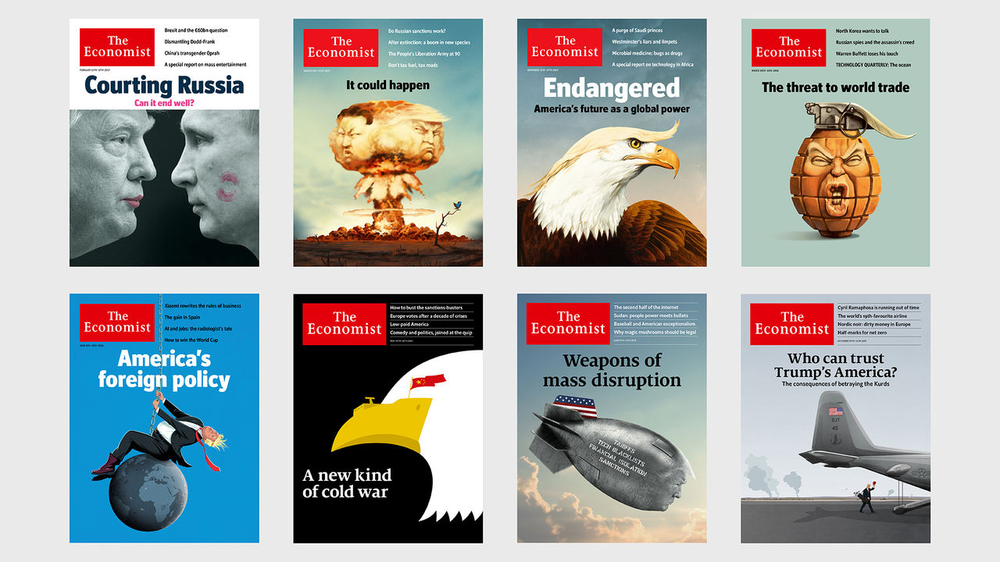 The
Economist
Brexit and the €60bn question
Dismantling Dodd-Frank
China's transgender Oprah
A special report on mass entertainment
FEBRUARY 11TH–17TH 2017
Courting Russia
Can it end well?
The
Economist
Do Russian sanctions work?
After extinction: a boom in new species
The People's Liberation Army at 90
Don't tax fuel, tax roads
It could happen
The
Economist
A purge of Saudi princes
Westminster's liars and limpets
Microbial medicine: bugs as drugs
A special report on technology in Africa
Endangered
America's future as a global power
The
Economist
North Korea wants to talk
Russian spies and the assassin's creed
Warren Buffett loses his touch
TECHNOLOGY QUARTERLY: The ocean
The threat to world trade
The
Economist
Xiaomi rewrites the rules of business
The gain in Spain
AI and jobs: the radiologist's tale
How to win the World Cup
America's
foreign policy
The
Economist
How to bust the sanctions-busters
Europe votes after a decade of crises
Low-paid America
Comedy and politics, joined at the quip
A new kind
of cold war
The
Economist
The second half of the internet
Sudan: people power meets bullets
Baseball and American exceptionalism
Why magic mushrooms should be legal
Weapons of
mass disruption
TARIFFS
TECH BLACKLISTS
FINANCIAL ISOLATION
SANCTIONS
The
Economist
Cyril Ramaphosa is running out of time
The world's 19th-favourite airline
Nordic noir: dirty money in Europe
Half-marks for net zero
Who can trust
Trump's America?
The consequences of betraying the Kurds
DJT
45